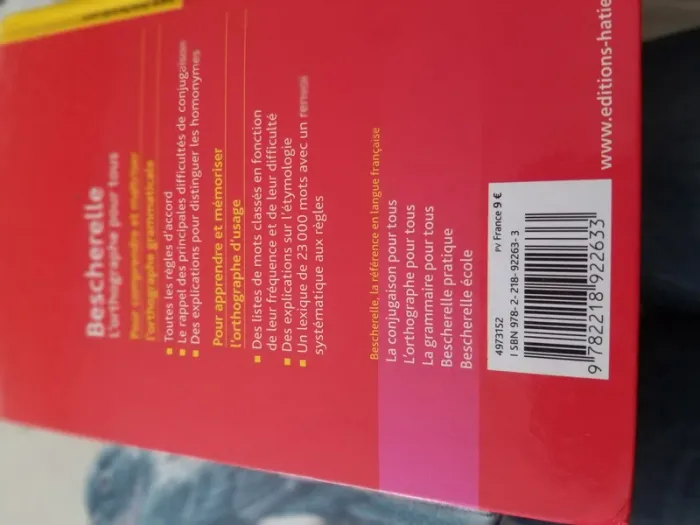 Bescherelle
L'orthographe pour tous
Pour comprendre et maîtriser
l'orthographe grammaticale
Toutes les règles d'accord
Le rappel des principales difficultés de conjugaison
Des explications pour distinguer les homonymes
Pour apprendre et mémoriser
l'orthographe d'usage
Des listes de mots classés en fonction
de leur fréquence et de leur difficulté
Des explications sur l'étymologie
Un lexique de 23 000 mots avec un renvoi
systématique aux règles
Bescherelle, la référence en langue française
La conjugaison pour tous
L'orthographe pour tous
La grammaire pour tous
Bescherelle pratique
Bescherelle école
4973152 PV France 9 €
ISBN 978-2-218-92263-3
9 782218 922633
www.editions-hatie